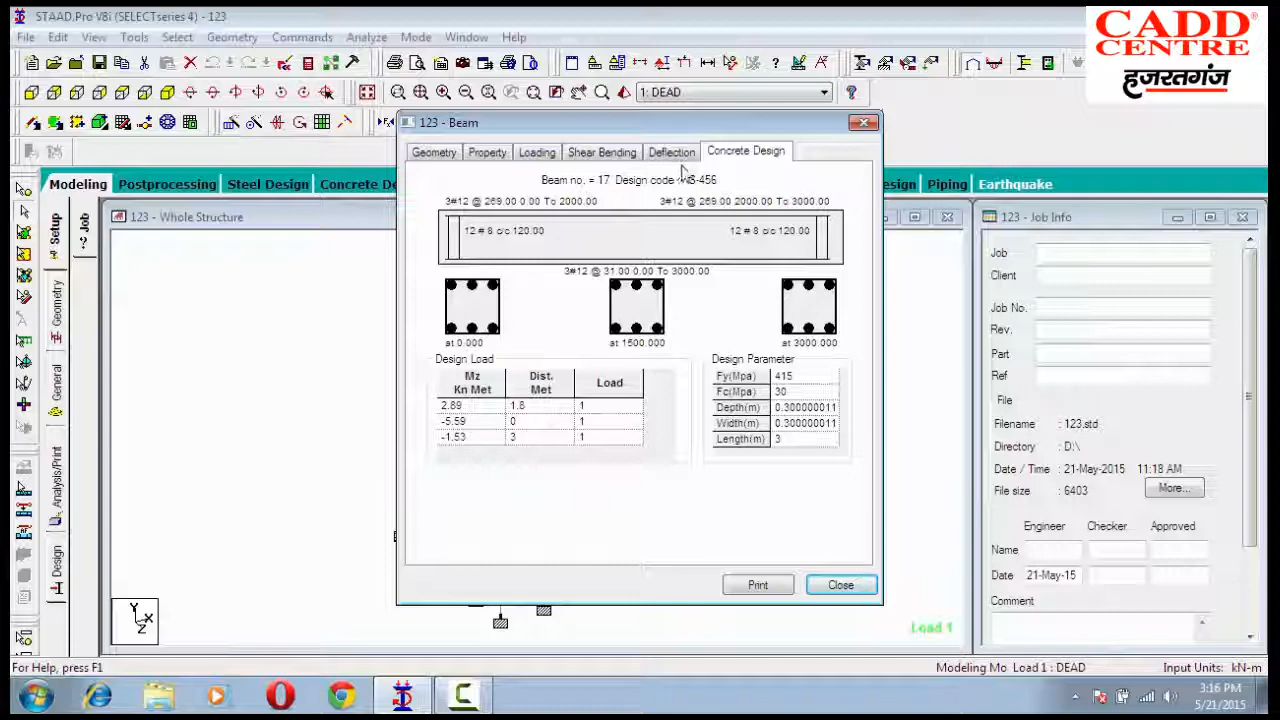 STAAD.Pro V8i (SELECTseries 4) - 123
File Edit View Tools Select Geometry Commands Analyze Mode Window Help
CADD
CENTRE
हजरतगंज
1: DEAD
123 - Beam
Geometry Property Loading Shear Bending Deflection Concrete Design
Modeling Postprocessing Steel Design Concrete De
esign Piping Earthquake
123 - Whole Structure
123 - Job Info
Setup
Job
Geometry
General
Analysis/Print
Design
Beam no. = 17 Design code :
3#12 @ 269.00 0.00 To 2000.00
3#12 @ 269.00 2000.00 To 3000.00
12 # 8 c/c 120.00
12 # 8 c/c 120.00
3#12 @ 31.00 0.00 To 3000.00
at 0.000
at 1500.000
at 3000.000
Design Load
Mz Dist. Load
Kn Met Met
2.89 1.8 1
-5.59 0 1
-1.53 3 1
Design Parameter
Fy(Mpa) 415
Fc(Mpa) 30
Depth(m) 0.300000011
Width(m) 0.300000011
Length(m) 3
Print Close
Job
Client
Job No.
Rev.
Part
Ref
File
Filename : 123.std
Directory : D:\
Date / Time : 21-May-2015 11:18 AM
File size : 6403
More...
Engineer Checker Approved
Name
Date 21-May-15
Comment
Y
X
Z
Load 1
For Help, press F1
Modeling Mo Load 1 : DEAD
Input Units: kN-m
3:16 PM
5/21/2015